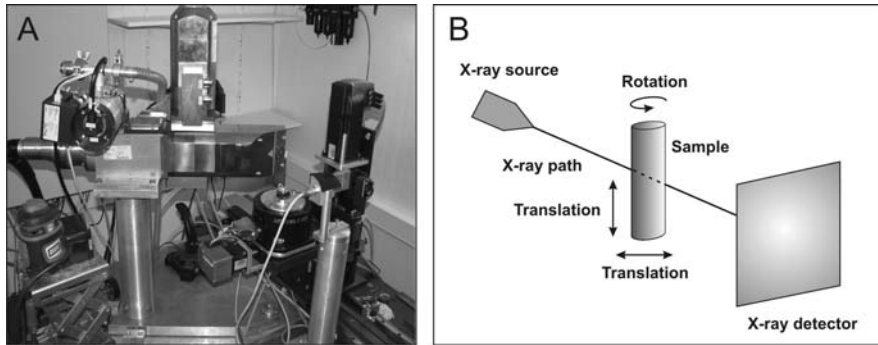 A
B
X-ray source
Rotation
Sample
X-ray path
Translation
Translation
X-ray detector